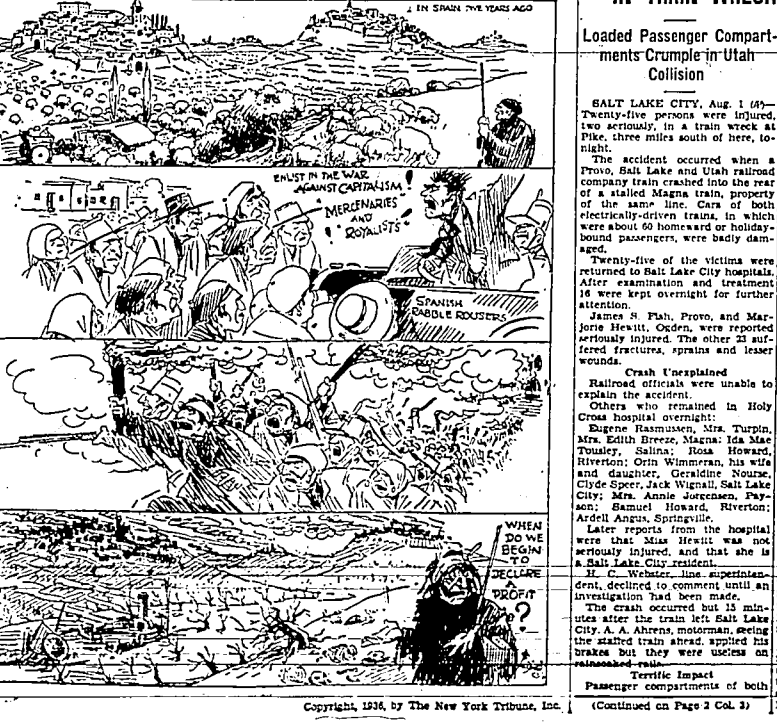 IN SPAIN FIVE YEARS AGO
ENLIST IN THE WAR
AGAINST CAPITALISM!
"MERCENARIES
AND
ROYALISTS"
SPANISH
RABBLE ROUSERS
WHEN
DO WE
BEGIN
TO
DECLARE
A
PROFIT
?
Copyright, 1936, by The New York Tribune, Inc.
Loaded Passenger Compart-
ments Crumple in Utah
Collision
SALT LAKE CITY, Aug. 1 (AP)—
Twenty-five persons were injured,
two seriously, in a train wreck at
Pike, three miles south of here, to-
night.
The accident occurred when a
Provo, Salt Lake and Utah railroad
company train crashed into the rear
of a stalled Magna train, property
of the same line. Cars of both
electrically-driven trains, in which
were about 60 homeward or holiday-
bound passengers, were badly dam-
aged.
Twenty-five of the victims were
returned to Salt Lake City hospitals.
After examination and treatment
16 were kept overnight for further
attention.
James S. Fish, Provo, and Mar-
jorie Hewitt, Ogden, were reported
seriously injured. The other 23 suf-
fered fractures, sprains and lesser
wounds.
Crash Unexplained
Railroad officials were unable to
explain the accident.
Others who remained in Holy
Cross hospital overnight:
Eugene Rasmussen, Mrs. Turpin,
Mrs. Edith Breeze, Magna; Ida Mae
Tousley, Salina; Rosa Howard,
Riverton; Orin Wimmeran, his wife
and daughter, Geraldine Nourse,
Clyde Speer, Jack Wignall, Salt Lake
City; Mrs. Annie Jorgensen, Pay-
son; Samuel Howard, Riverton;
Ardell Angus, Springville.
Later reports from the hospital
were that Miss Hewitt was not
seriously injured, and that she is
a Salt Lake City resident.
H. C. Webster, line superinten-
dent, declined to comment until an
investigation had been made.
The crash occurred but 15 min-
utes after the train left Salt Lake
City. A. A. Ahrens, motorman, seeing
the stalled train ahead, applied his
brakes but they were useless on
rainsoaked rails.
Terrific Impact
Passenger compartments of both
(Continued on Page 2 Col. 3)